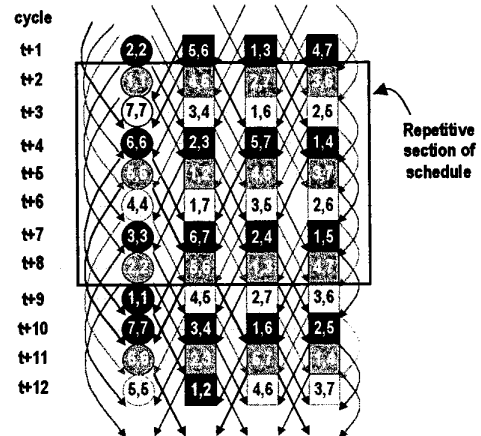 cycle
t+1 2,2 5,6 1,3 4,7
t+2
t+3 7,7 3,4 1,6 2,5
t+4 6,6 2,3 5,7 1,4
t+5
t+6 4,4 1,7 3,5 2,6
t+7 3,3 6,7 2,4 1,5
t+8 2,2
t+9 1,1 4,5 2,7 3,6
t+10 7,7 3,4 1,6 2,5
t+11
t+12 5,5 1,2 4,6 3,7
Repetitive
section of
schedule